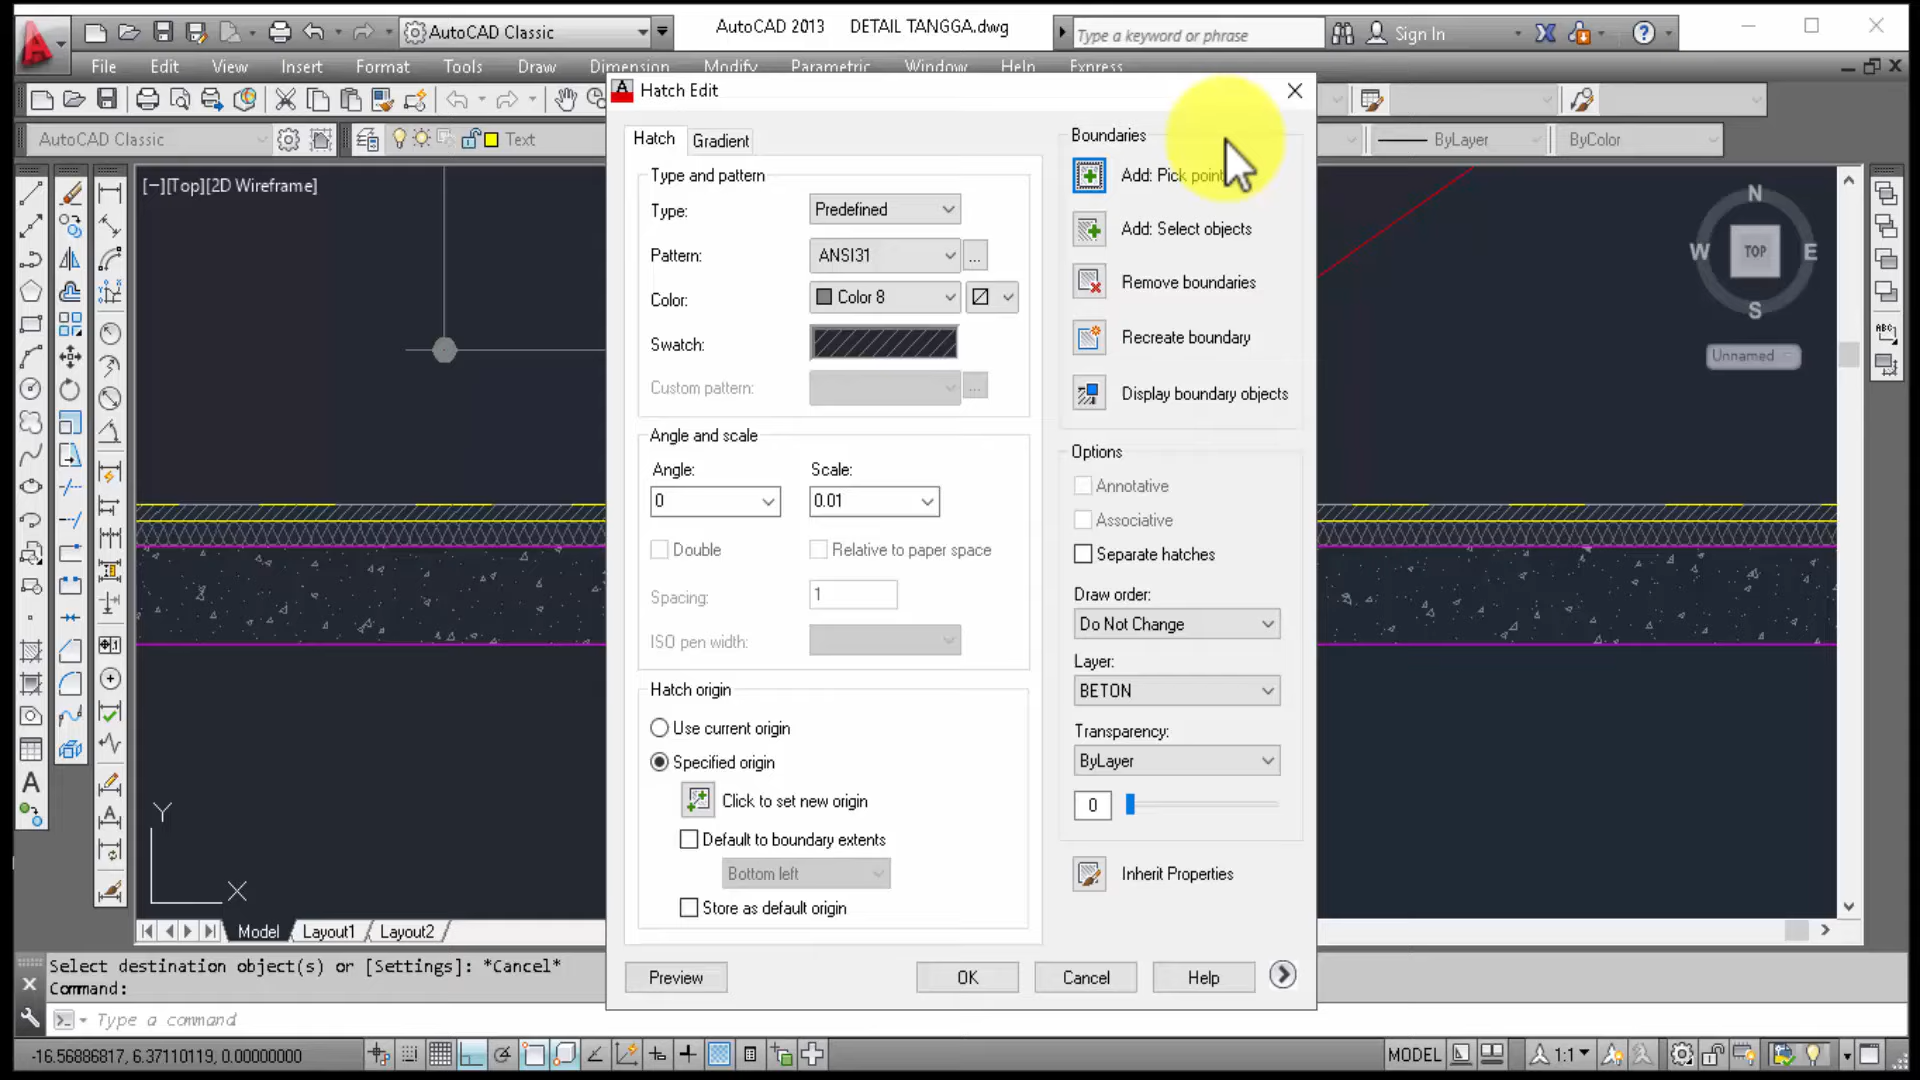 AutoCAD Classic
AutoCAD 2013 DETAIL TANGGA.dwg
Type a keyword or phrase
Sign In
File Edit View Insert Format Tools Draw Dimension Modify Parametric Window Help Express
Hatch Edit
AutoCAD Classic
Text
ByLayer
ByColor
[−][Top][2D Wireframe]
Hatch Gradient
Type and pattern
Type: Predefined
Pattern: ANSI31 ...
Color: Color 8
Swatch:
Custom pattern: ...
Angle and scale
Angle: Scale:
0 0.01
Double Relative to paper space
Spacing: 1
ISO pen width:
Hatch origin
Use current origin
Specified origin
Click to set new origin
Default to boundary extents
Bottom left
Store as default origin
Boundaries
Add: Pick point
Add: Select objects
Remove boundaries
Recreate boundary
Display boundary objects
Options
Annotative
Associative
Separate hatches
Draw order:
Do Not Change
Layer:
BETON
Transparency:
ByLayer
0
Inherit Properties
Preview OK Cancel Help
N
W TOP E
S
Unnamed
ABC
Y
X
A
Model Layout1 Layout2
Select destination object(s) or [Settings]: *Cancel*
Command:
Type a command
-16.56886817, 6.37110119, 0.00000000
MODEL
1:1